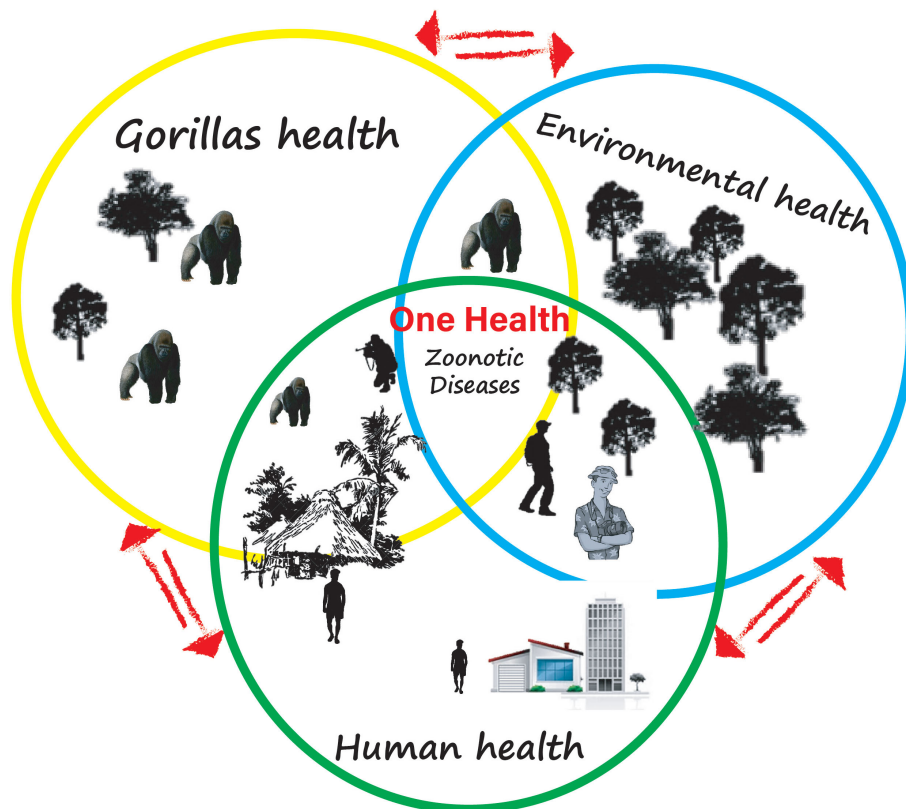 Gorillas health
Environmental health
One Health
Zoonotic
Diseases
Human health